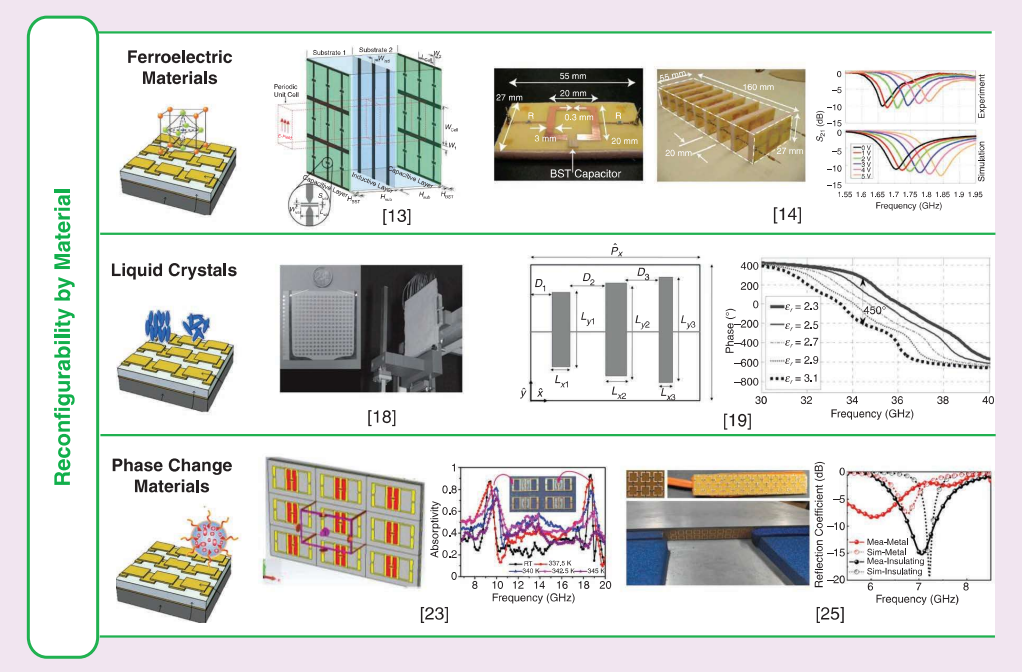 Reconfigurability by Material
Ferroelectric
Materials
Substrate 1
Substrate 2
Periodic
Unit Cell
Capacitive Layer
Inductive Layer
Capacitive Layer
[13]
55 mm
20 mm
27 mm
0.3 mm
R
R
3 mm
20 mm
BST Capacitor
55 mm
160 mm
20 mm
27 mm
[14]
S21 (dB)
0
−5
−10
0
−5
−10
−15
Experiment
Simulation
0 V
1 V
2 V
3 V
4 V
5 V
1.55 1.6 1.65 1.7 1.75 1.8 1.85 1.9 1.95
Frequency (GHz)
Liquid Crystals
[18]
P̂x
D1
D2
D3
Ly1
Ly2
Ly3
Lx1
Lx2
Lx3
ŷ
x̂
[19]
Phase (°)
400
200
0
−200
−400
−600
−800
450°
εr = 2.3
εr = 2.5
εr = 2.7
εr = 2.9
εr = 3.1
30 32 34 36 38 40
Frequency (GHz)
Phase Change
Materials
[23]
Absorptivity
1
0.8
0.6
0.4
0.2
0
RT
337.5 K
340 K
342.5 K
345 K
8 10 12 14 16 18 20
Frequency (GHz)
[25]
Reflection Coefficient (dB)
0
−5
−10
−15
−20
Mea-Metal
Sim-Metal
Mea-Insulating
Sim-Insulating
6 7 8
Frequency (GHz)